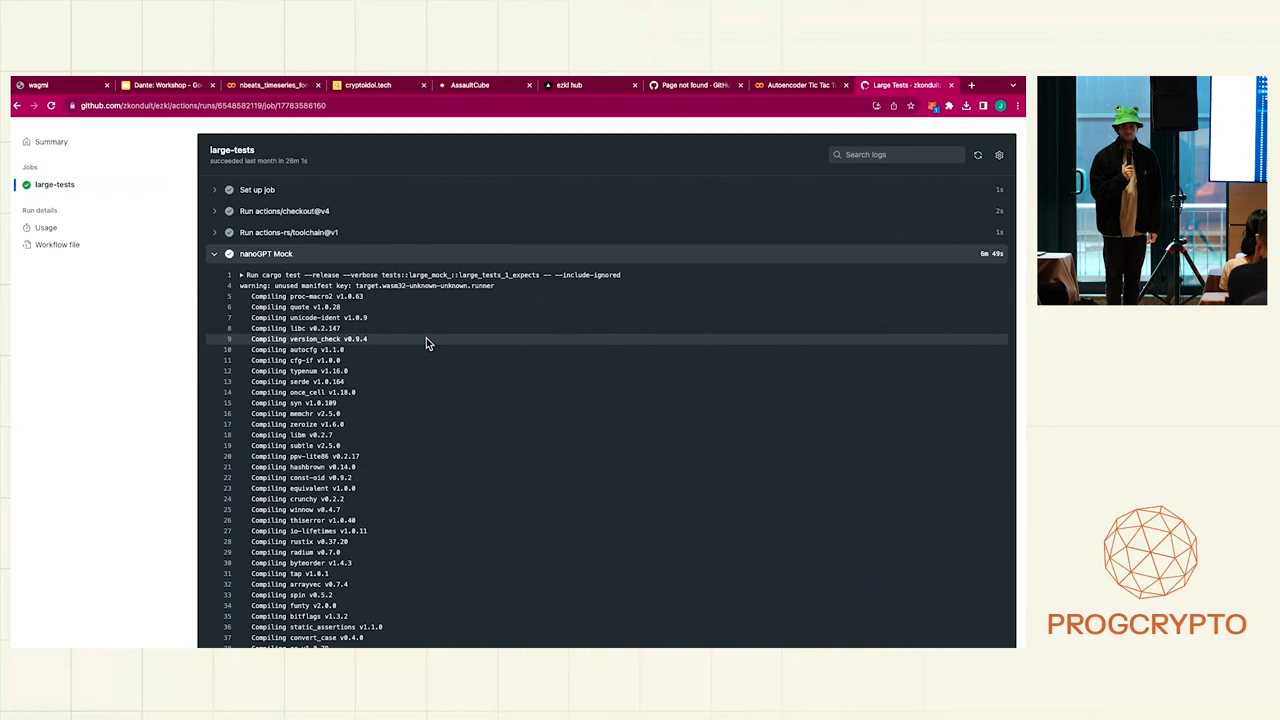 wagmi
Dante: Workshop - Go
nbeats_timeseries_for
cryptoidol.tech
AssaultCube
ezkl hub
Page not found · GitHu
Autoencoder Tic Tac T
Large Tests · zkonduit
github.com/zkonduit/ezkl/actions/runs/6548582119/job/17783586160
Summary
Jobs
large-tests
Run details
Usage
Workflow file
large-tests
succeeded last month in 26m 1s
Search logs
Set up job 1s
Run actions/checkout@v4 2s
Run actions-rs/toolchain@v1 1s
nanoGPT Mock 6m 49s
1 Run cargo test --release --verbose tests::large_mock_::large_tests_1_expects -- --include-ignored
4 warning: unused manifest key: target.wasm32-unknown-unknown.runner
5 Compiling proc-macro2 v1.0.63
6 Compiling quote v1.0.28
7 Compiling unicode-ident v1.0.9
8 Compiling libc v0.2.147
9 Compiling version_check v0.9.4
10 Compiling autocfg v1.1.0
11 Compiling cfg-if v1.0.0
12 Compiling typenum v1.16.0
13 Compiling serde v1.0.164
14 Compiling once_cell v1.18.0
15 Compiling syn v1.0.109
16 Compiling memchr v2.5.0
17 Compiling zeroize v1.6.0
18 Compiling libm v0.2.7
19 Compiling subtle v2.5.0
20 Compiling ppv-lite86 v0.2.17
21 Compiling hashbrown v0.14.0
22 Compiling const-oid v0.9.2
23 Compiling equivalent v1.0.0
24 Compiling crunchy v0.2.2
25 Compiling winnow v0.4.7
26 Compiling thiserror v1.0.40
27 Compiling io-lifetimes v1.0.11
28 Compiling rustix v0.37.20
29 Compiling radium v0.7.0
30 Compiling byteorder v1.4.3
31 Compiling tap v1.0.1
32 Compiling arrayvec v0.7.4
33 Compiling spin v0.5.2
34 Compiling funty v2.0.0
35 Compiling bitflags v1.3.2
36 Compiling static_assertions v1.1.0
37 Compiling convert_case v0.4.0
PROGCRYPTO